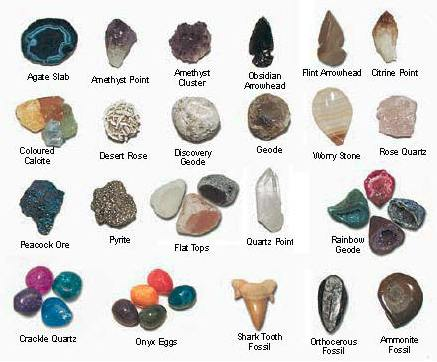 Agate Slab
Amethyst Point
Amethyst
Cluster
Obsidian
Arrowhead
Flint Arrowhead
Citrine Point
Coloured
Calcite
Desert Rose
Discovery
Geode
Geode
Worry Stone
Rose Quartz
Peacock Ore
Pyrite
Flat Tops
Quartz Point
Rainbow
Geode
Crackle Quartz
Onyx Eggs
Shark Tooth
Fossil
Orthocerous
Fossil
Ammonite
Fossil